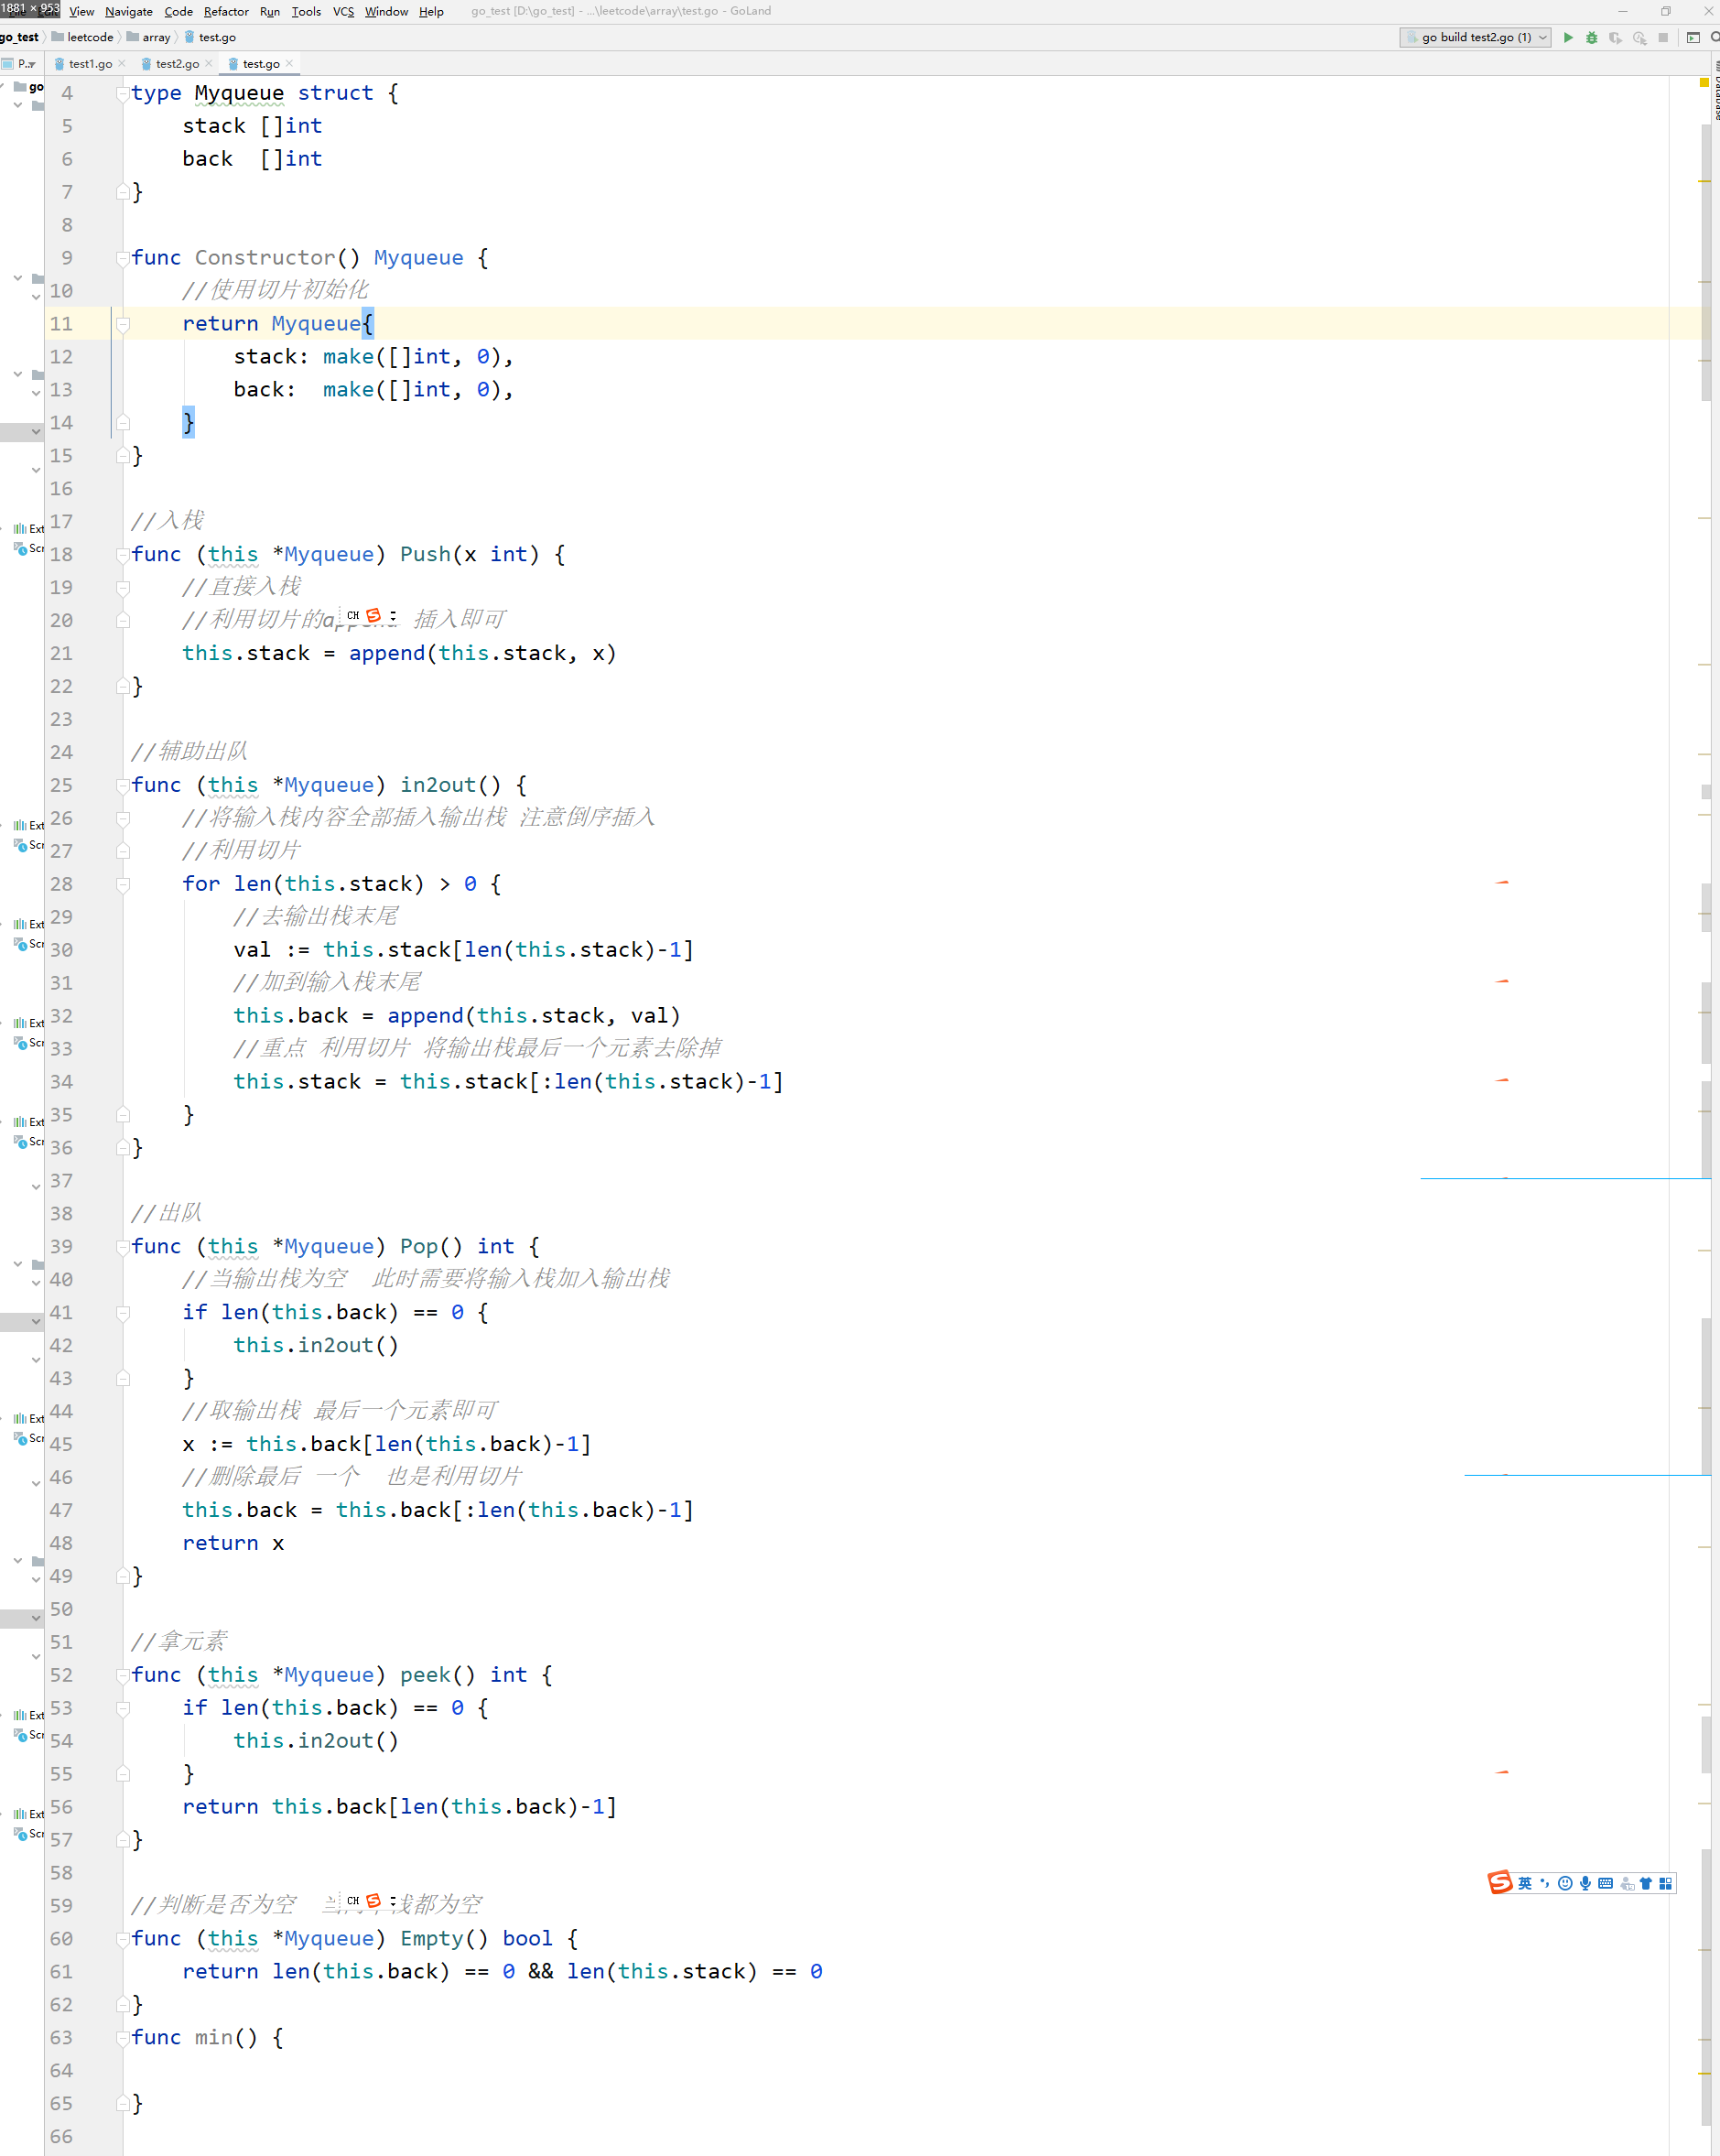 1881 × 953
View Navigate Code Refactor Run Tools VCS Window Help go_test [D:\go_test] - ...\leetcode\array\test.go - GoLand
go_test leetcode array test.go go build test2.go (1)
P... test1.go test2.go test.go
Database
go
4 type Myqueue struct {
5 stack []int
6 back []int
7 }
8
9 func Constructor() Myqueue {
10 //使用切片初始化
11 return Myqueue{
12 stack: make([]int, 0),
13 back: make([]int, 0),
14 }
15 }
16
17 //入栈
18 func (this *Myqueue) Push(x int) {
19 //直接入栈
20 //利用切片的append 插入即可
CH
21 this.stack = append(this.stack, x)
22 }
23
24 //辅助出队
25 func (this *Myqueue) in2out() {
26 //将输入栈内容全部插入输出栈 注意倒序插入
27 //利用切片
28 for len(this.stack) > 0 {
29 //去输出栈末尾
30 val := this.stack[len(this.stack)-1]
31 //加到输入栈末尾
32 this.back = append(this.stack, val)
33 //重点 利用切片 将输出栈最后一个元素去除掉
34 this.stack = this.stack[:len(this.stack)-1]
35 }
36 }
37
38 //出队
39 func (this *Myqueue) Pop() int {
40 //当输出栈为空 此时需要将输入栈加入输出栈
41 if len(this.back) == 0 {
42 this.in2out()
43 }
44 //取输出栈 最后一个元素即可
45 x := this.back[len(this.back)-1]
46 //删除最后 一个 也是利用切片
47 this.back = this.back[:len(this.back)-1]
48 return x
49 }
50
51 //拿元素
52 func (this *Myqueue) peek() int {
53 if len(this.back) == 0 {
54 this.in2out()
55 }
56 return this.back[len(this.back)-1]
57 }
58
英
59 //判断是否为空 栈都为空
CH
60 func (this *Myqueue) Empty() bool {
61 return len(this.back) == 0 && len(this.stack) == 0
62 }
63 func min() {
64
65 }
66
Ext
Scr
Ext
Scr
Ext
Scr
Ext
Scr
Ext
Scr
Ext
Scr
Ext
Scr
Ext
Scr